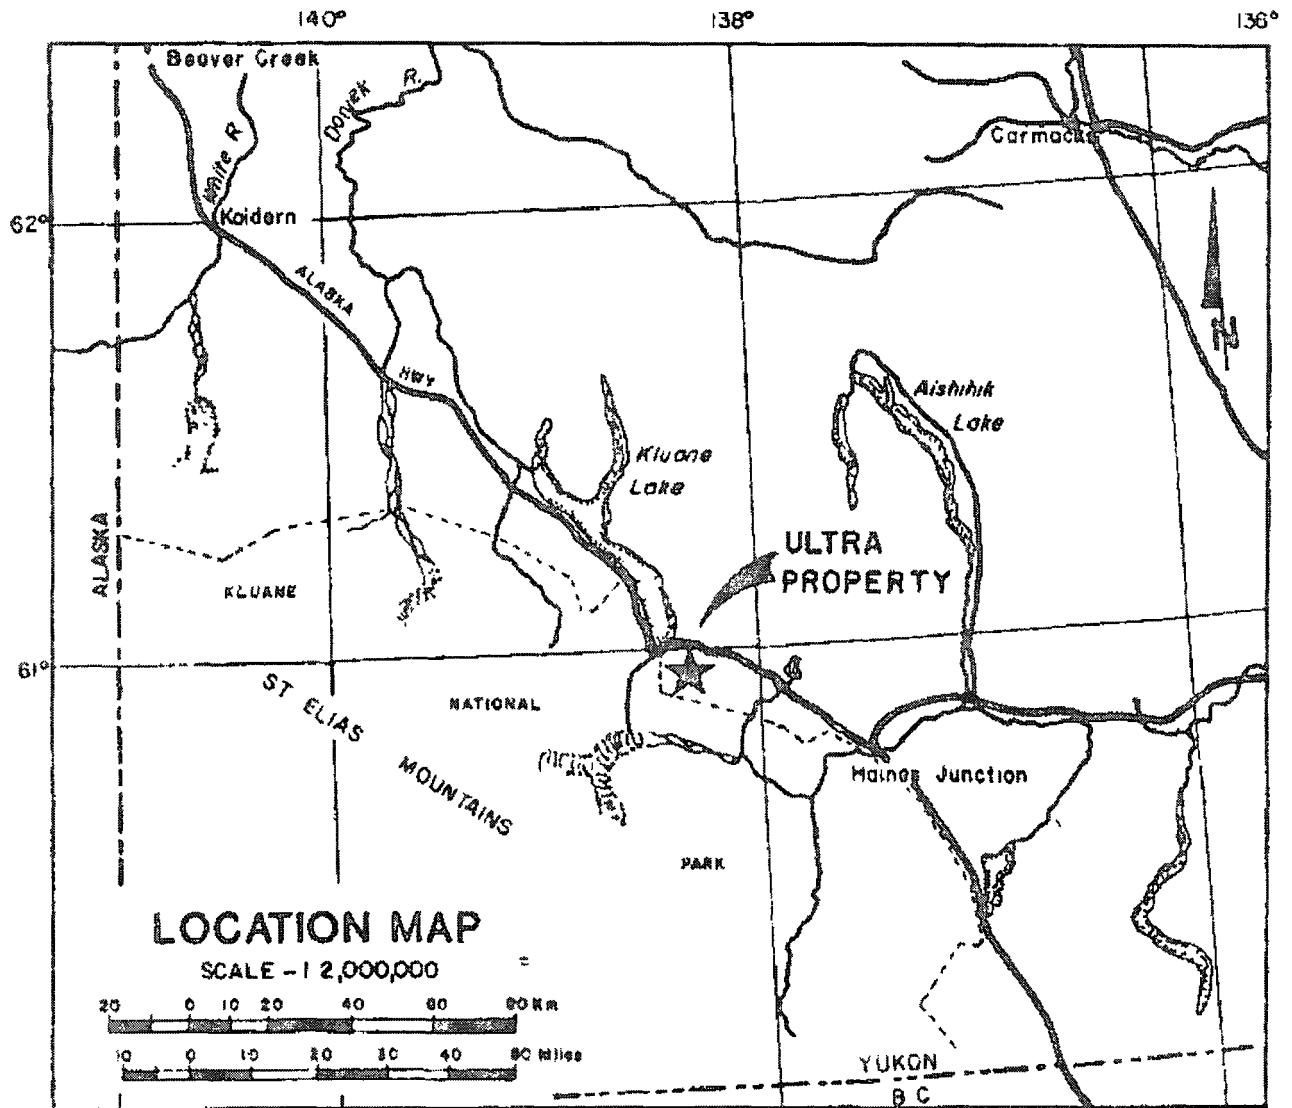 140° 138° 136°
Beaver Creek
Donjek R.
White R
Carmacks
62°
Koidern
ALASKA
HWY
N
Aishihik
Lake
Kluane
Lake
ALASKA
ULTRA
PROPERTY
KLUANE
61°
ST ELIAS
MOUNTAINS
NATIONAL
Haines Junction
PARK
LOCATION MAP
SCALE - 1 2,000,000
20 0 10 20 40 60 80 Km
10 0 10 20 30 40 50 Miles
YUKON
B C